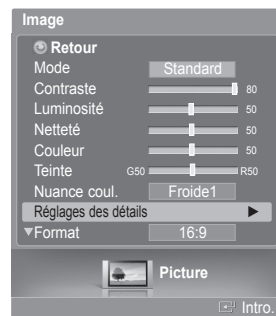 Image
Retour
Mode Standard
Contraste 80
Luminosité 50
Netteté 50
Couleur 50
Teinte G50 R50
Nuance coul. Froide1
Réglages des détails ▶
▼Format 16:9
Picture
Intro.